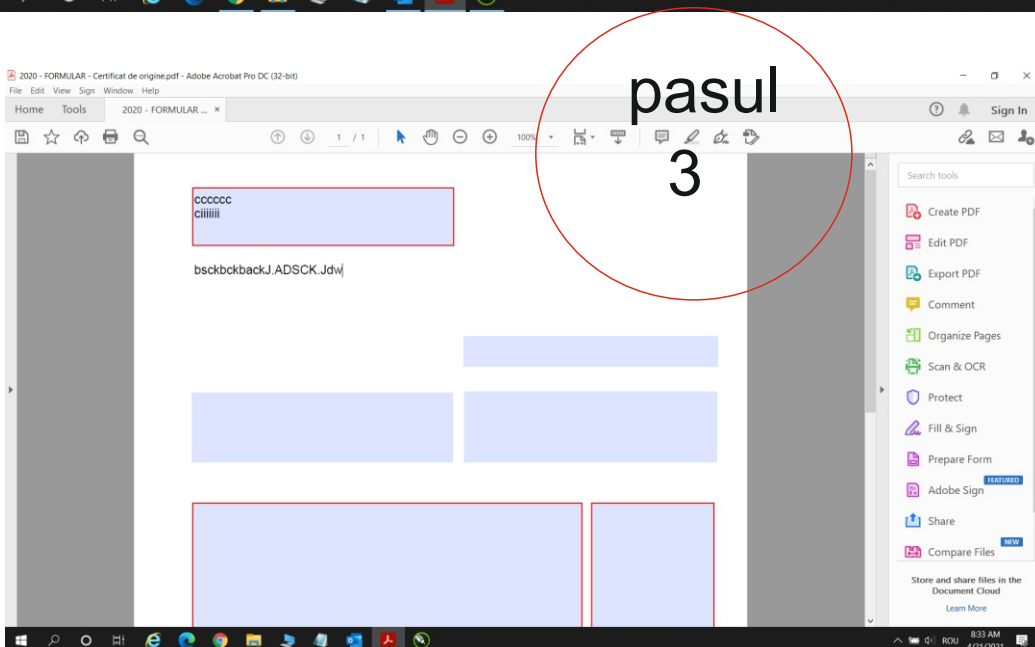 pasul
3
2020 - FORMULAR - Certificat de origine.pdf - Adobe Acrobat Pro DC (32-bit)
File Edit View Sign Window Help
Home Tools 2020 - FORMULAR ... × Sign In
1 / 1 100%
cccccc
ciiiiiii
bsckbckbackJ.ADSCK.Jdw
Search tools
Create PDF
Edit PDF
Export PDF
Comment
Organize Pages
Scan & OCR
Protect
Fill & Sign
Prepare Form
FEATURED
Adobe Sign
Share
NEW
Compare Files
Store and share files in the
Document Cloud
Learn More
ROU 8:33 AM
4/21/2021